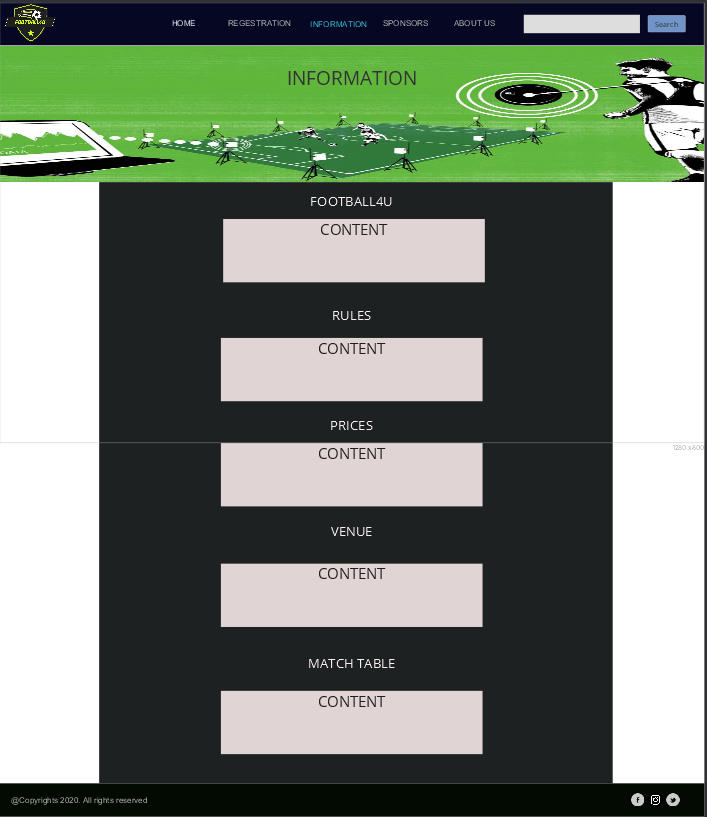 FOOTBALL4U
HOME REGESTRATION INFORMATION SPONSORS ABOUT US Search
INFORMATION
FOOTBALL4U
CONTENT
RULES
CONTENT
PRICES
1280 x 800
CONTENT
VENUE
CONTENT
MATCH TABLE
CONTENT
@Copyrights 2020. All rights reserved